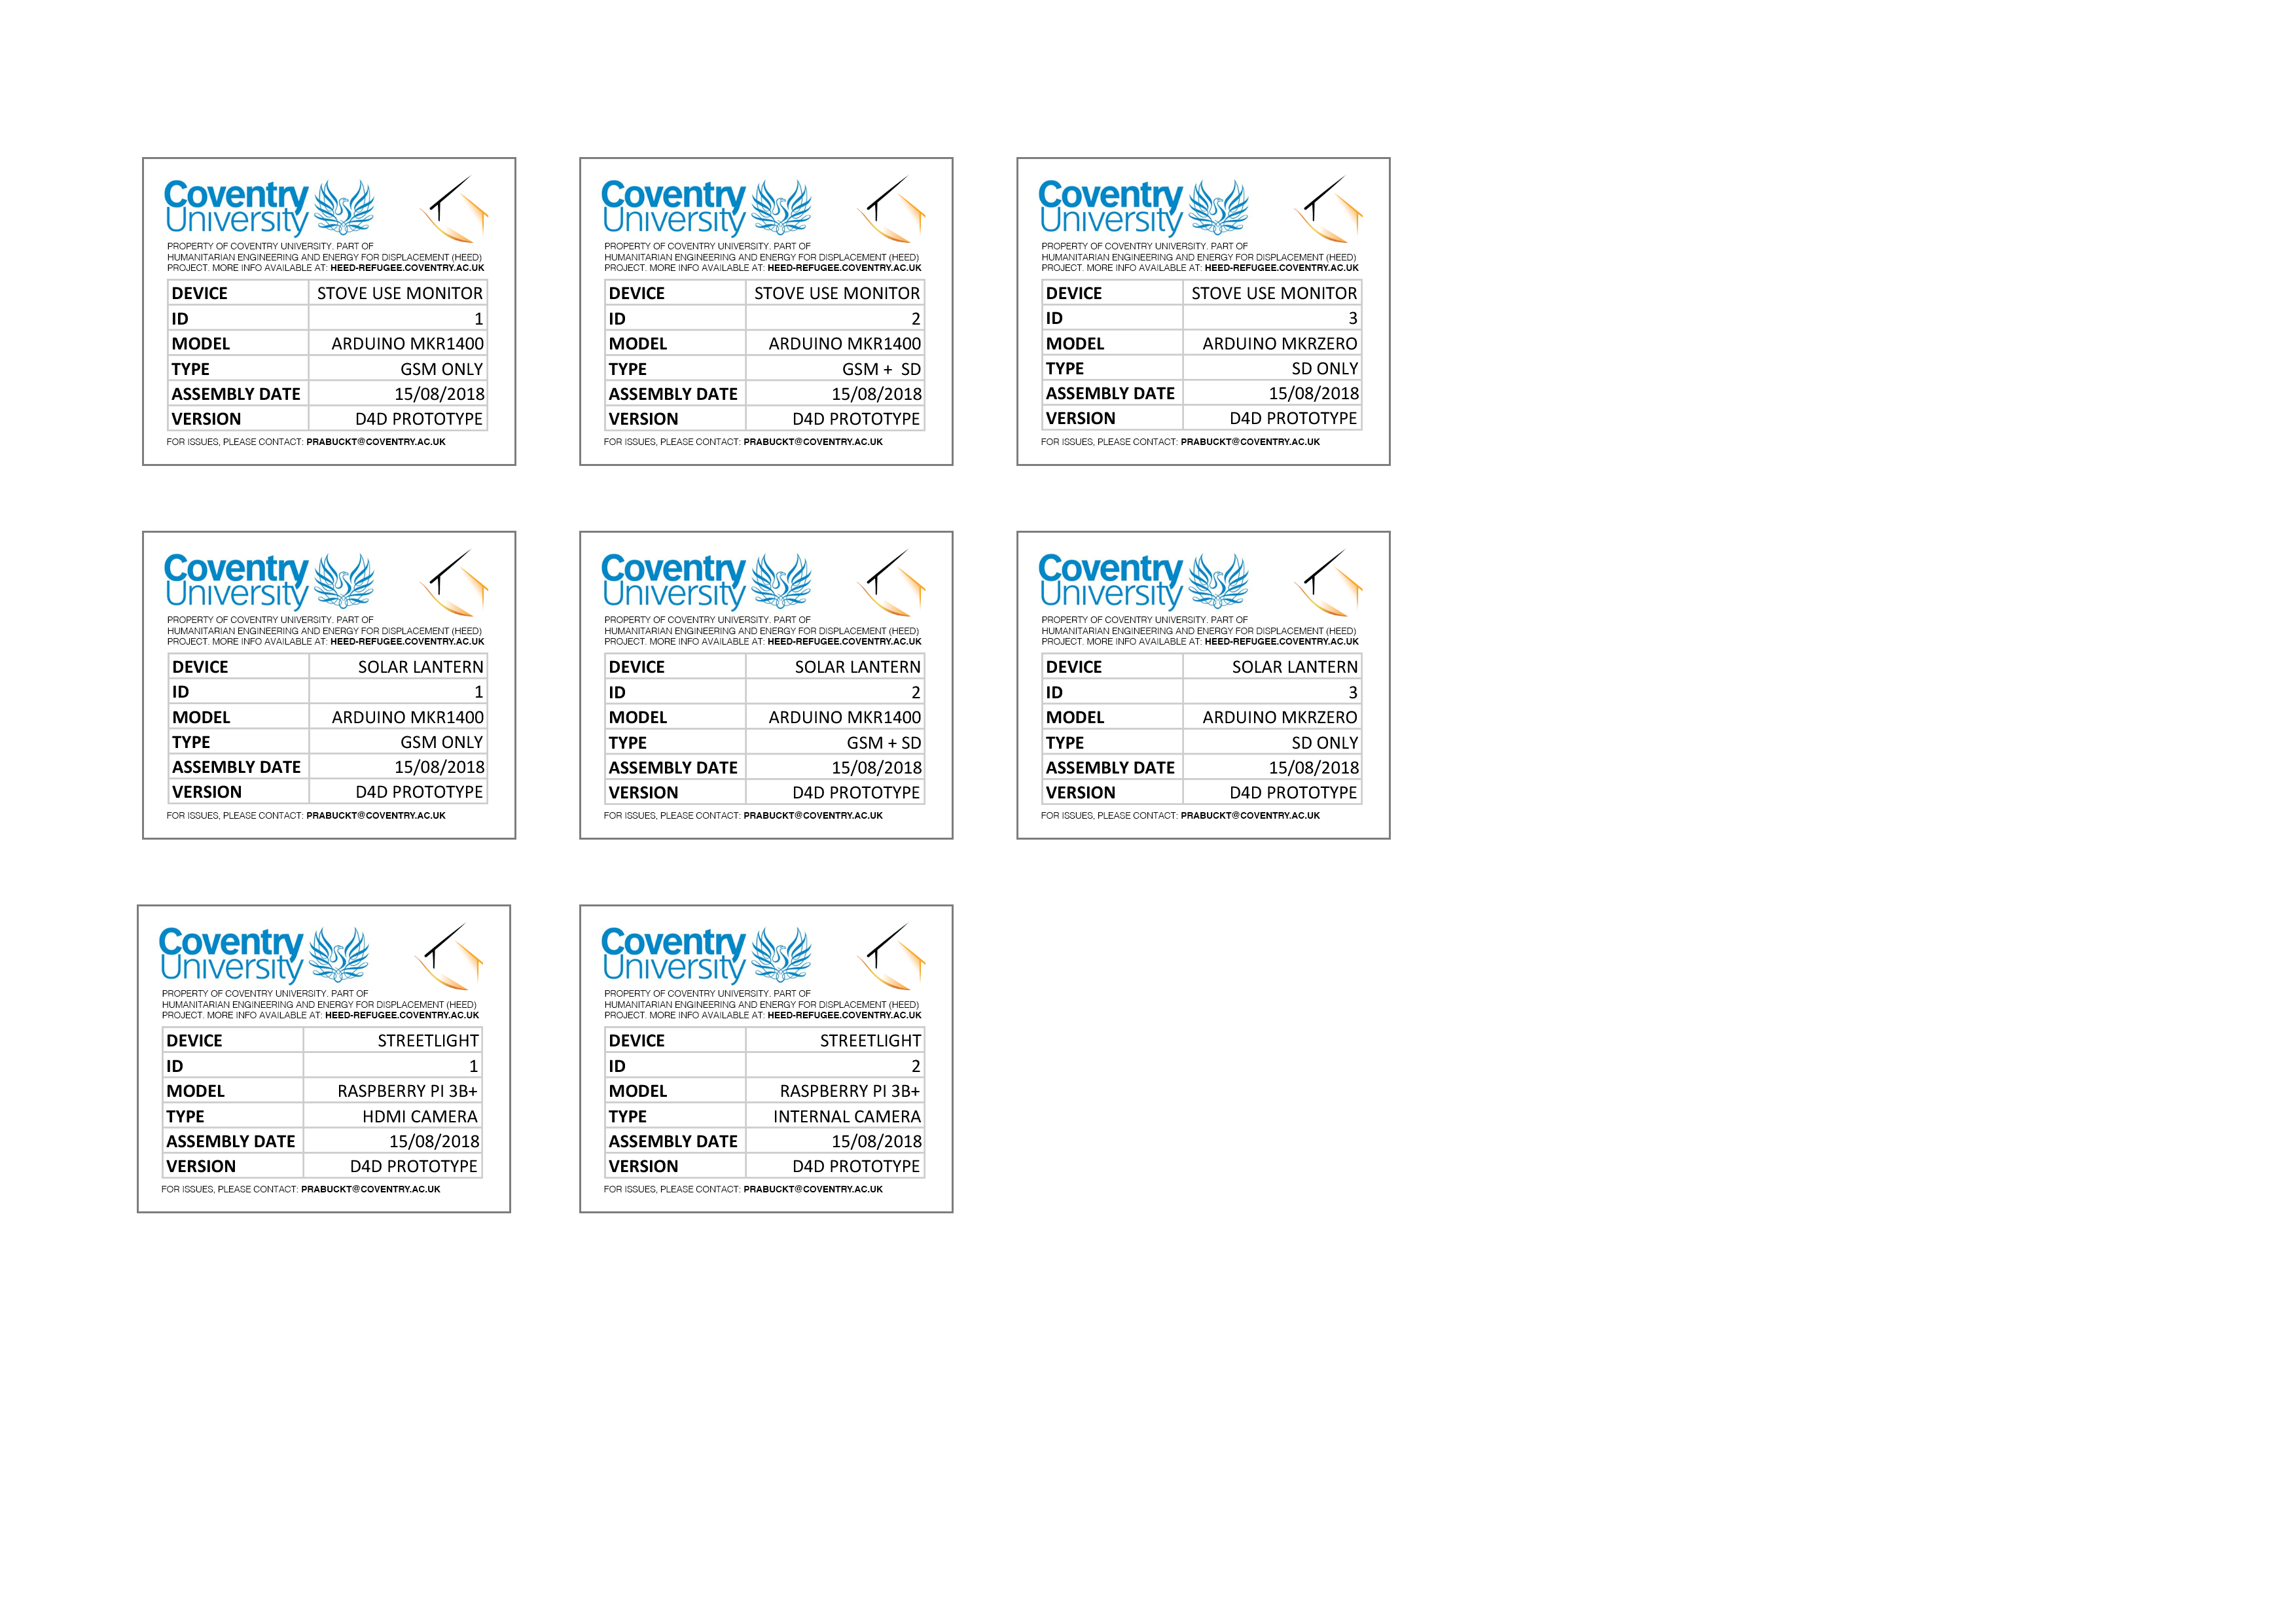 Coventry
University
PROPERTY OF COVENTRY UNIVERSITY. PART OF
HUMANITARIAN ENGINEERING AND ENERGY FOR DISPLACEMENT (HEED)
PROJECT. MORE INFO AVAILABLE AT: HEED-REFUGEE.COVENTRY.AC.UK
DEVICE STOVE USE MONITOR
ID 1
MODEL ARDUINO MKR1400
TYPE GSM ONLY
ASSEMBLY DATE 15/08/2018
VERSION D4D PROTOTYPE
FOR ISSUES, PLEASE CONTACT: PRABUCKT@COVENTRY.AC.UK
Coventry
University
PROPERTY OF COVENTRY UNIVERSITY. PART OF
HUMANITARIAN ENGINEERING AND ENERGY FOR DISPLACEMENT (HEED)
PROJECT. MORE INFO AVAILABLE AT: HEED-REFUGEE.COVENTRY.AC.UK
DEVICE STOVE USE MONITOR
ID 2
MODEL ARDUINO MKR1400
TYPE GSM + SD
ASSEMBLY DATE 15/08/2018
VERSION D4D PROTOTYPE
FOR ISSUES, PLEASE CONTACT: PRABUCKT@COVENTRY.AC.UK
Coventry
University
PROPERTY OF COVENTRY UNIVERSITY. PART OF
HUMANITARIAN ENGINEERING AND ENERGY FOR DISPLACEMENT (HEED)
PROJECT. MORE INFO AVAILABLE AT: HEED-REFUGEE.COVENTRY.AC.UK
DEVICE STOVE USE MONITOR
ID 3
MODEL ARDUINO MKRZERO
TYPE SD ONLY
ASSEMBLY DATE 15/08/2018
VERSION D4D PROTOTYPE
FOR ISSUES, PLEASE CONTACT: PRABUCKT@COVENTRY.AC.UK
Coventry
University
PROPERTY OF COVENTRY UNIVERSITY. PART OF
HUMANITARIAN ENGINEERING AND ENERGY FOR DISPLACEMENT (HEED)
PROJECT. MORE INFO AVAILABLE AT: HEED-REFUGEE.COVENTRY.AC.UK
DEVICE SOLAR LANTERN
ID 1
MODEL ARDUINO MKR1400
TYPE GSM ONLY
ASSEMBLY DATE 15/08/2018
VERSION D4D PROTOTYPE
FOR ISSUES, PLEASE CONTACT: PRABUCKT@COVENTRY.AC.UK
Coventry
University
PROPERTY OF COVENTRY UNIVERSITY. PART OF
HUMANITARIAN ENGINEERING AND ENERGY FOR DISPLACEMENT (HEED)
PROJECT. MORE INFO AVAILABLE AT: HEED-REFUGEE.COVENTRY.AC.UK
DEVICE SOLAR LANTERN
ID 2
MODEL ARDUINO MKR1400
TYPE GSM + SD
ASSEMBLY DATE 15/08/2018
VERSION D4D PROTOTYPE
FOR ISSUES, PLEASE CONTACT: PRABUCKT@COVENTRY.AC.UK
Coventry
University
PROPERTY OF COVENTRY UNIVERSITY. PART OF
HUMANITARIAN ENGINEERING AND ENERGY FOR DISPLACEMENT (HEED)
PROJECT. MORE INFO AVAILABLE AT: HEED-REFUGEE.COVENTRY.AC.UK
DEVICE SOLAR LANTERN
ID 3
MODEL ARDUINO MKRZERO
TYPE SD ONLY
ASSEMBLY DATE 15/08/2018
VERSION D4D PROTOTYPE
FOR ISSUES, PLEASE CONTACT: PRABUCKT@COVENTRY.AC.UK
Coventry
University
PROPERTY OF COVENTRY UNIVERSITY. PART OF
HUMANITARIAN ENGINEERING AND ENERGY FOR DISPLACEMENT (HEED)
PROJECT. MORE INFO AVAILABLE AT: HEED-REFUGEE.COVENTRY.AC.UK
DEVICE STREETLIGHT
ID 1
MODEL RASPBERRY PI 3B+
TYPE HDMI CAMERA
ASSEMBLY DATE 15/08/2018
VERSION D4D PROTOTYPE
FOR ISSUES, PLEASE CONTACT: PRABUCKT@COVENTRY.AC.UK
Coventry
University
PROPERTY OF COVENTRY UNIVERSITY. PART OF
HUMANITARIAN ENGINEERING AND ENERGY FOR DISPLACEMENT (HEED)
PROJECT. MORE INFO AVAILABLE AT: HEED-REFUGEE.COVENTRY.AC.UK
DEVICE STREETLIGHT
ID 2
MODEL RASPBERRY PI 3B+
TYPE INTERNAL CAMERA
ASSEMBLY DATE 15/08/2018
VERSION D4D PROTOTYPE
FOR ISSUES, PLEASE CONTACT: PRABUCKT@COVENTRY.AC.UK